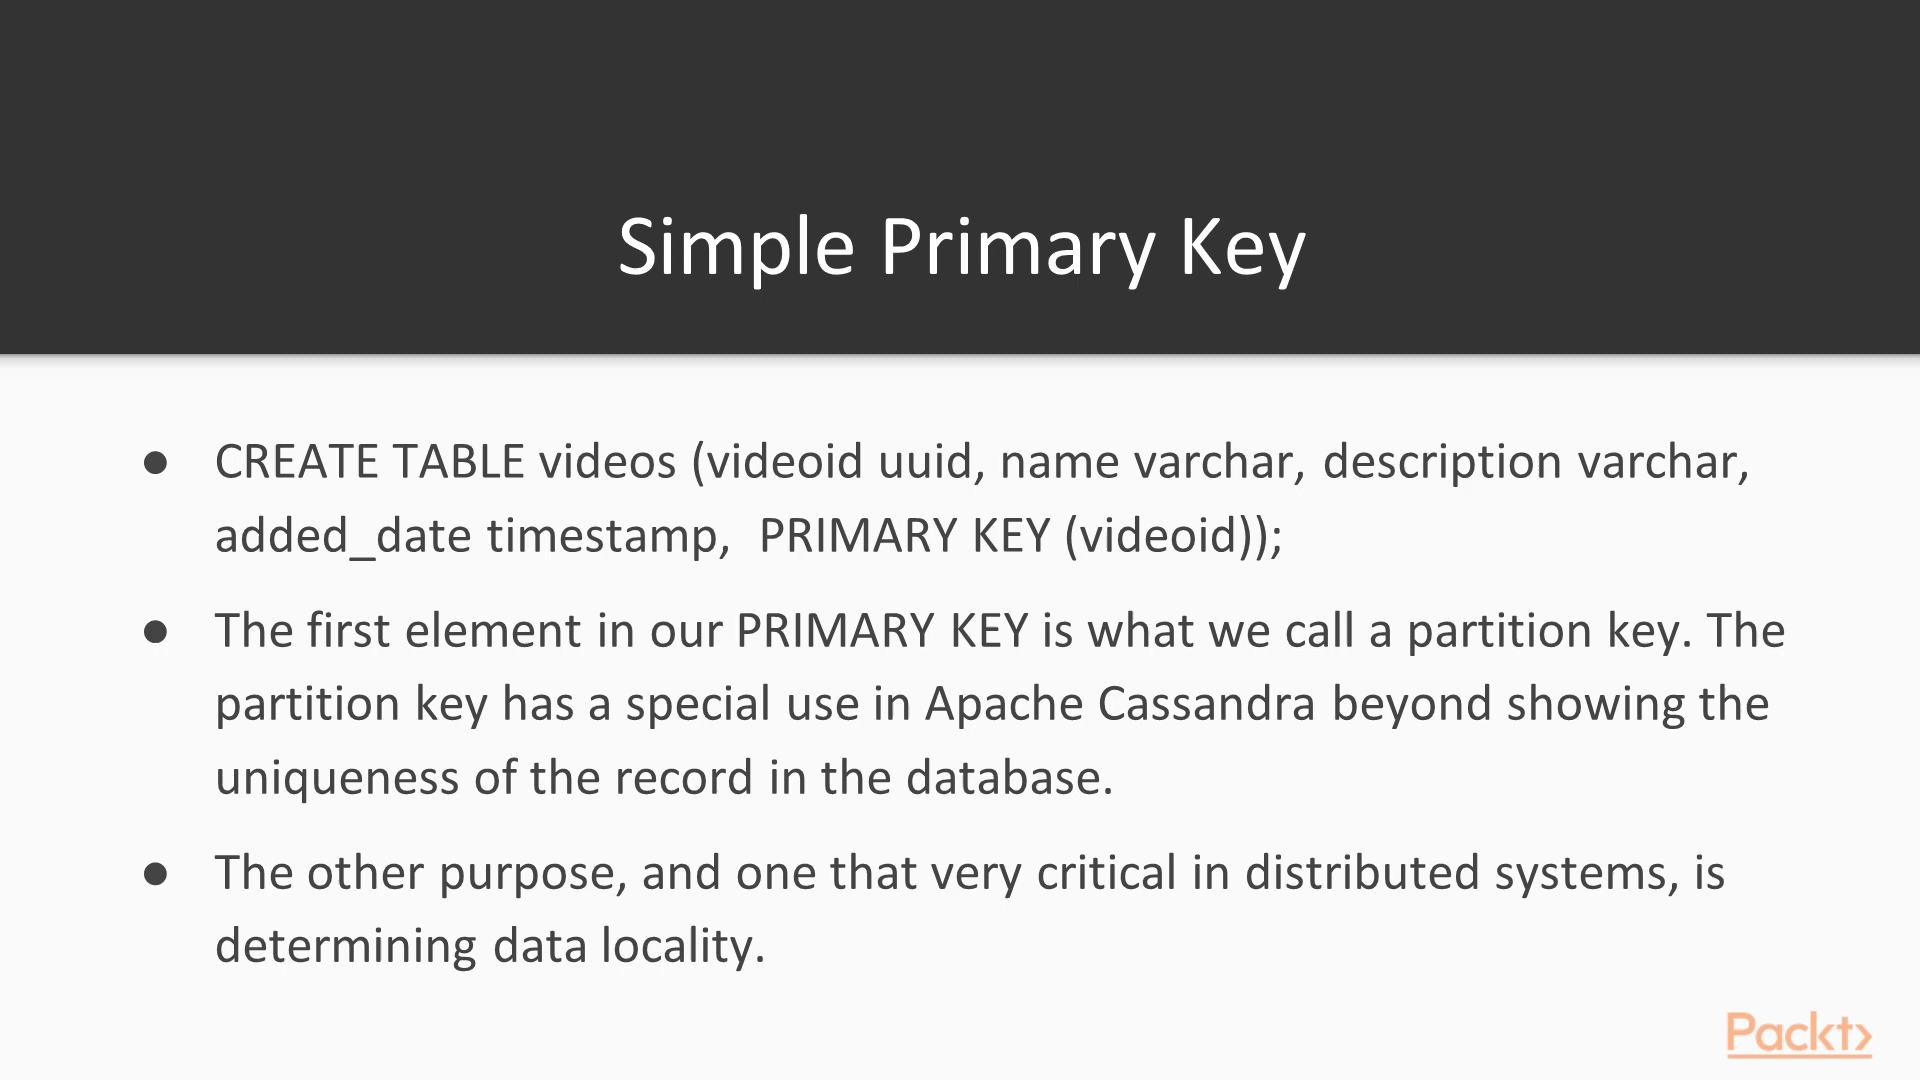 Simple Primary Key
● CREATE TABLE videos (videoid uuid, name varchar, description varchar,
added_date timestamp,  PRIMARY KEY (videoid));
● The first element in our PRIMARY KEY is what we call a partition key. The
partition key has a special use in Apache Cassandra beyond showing the
uniqueness of the record in the database.
● The other purpose, and one that very critical in distributed systems, is
determining data locality.
Packt>